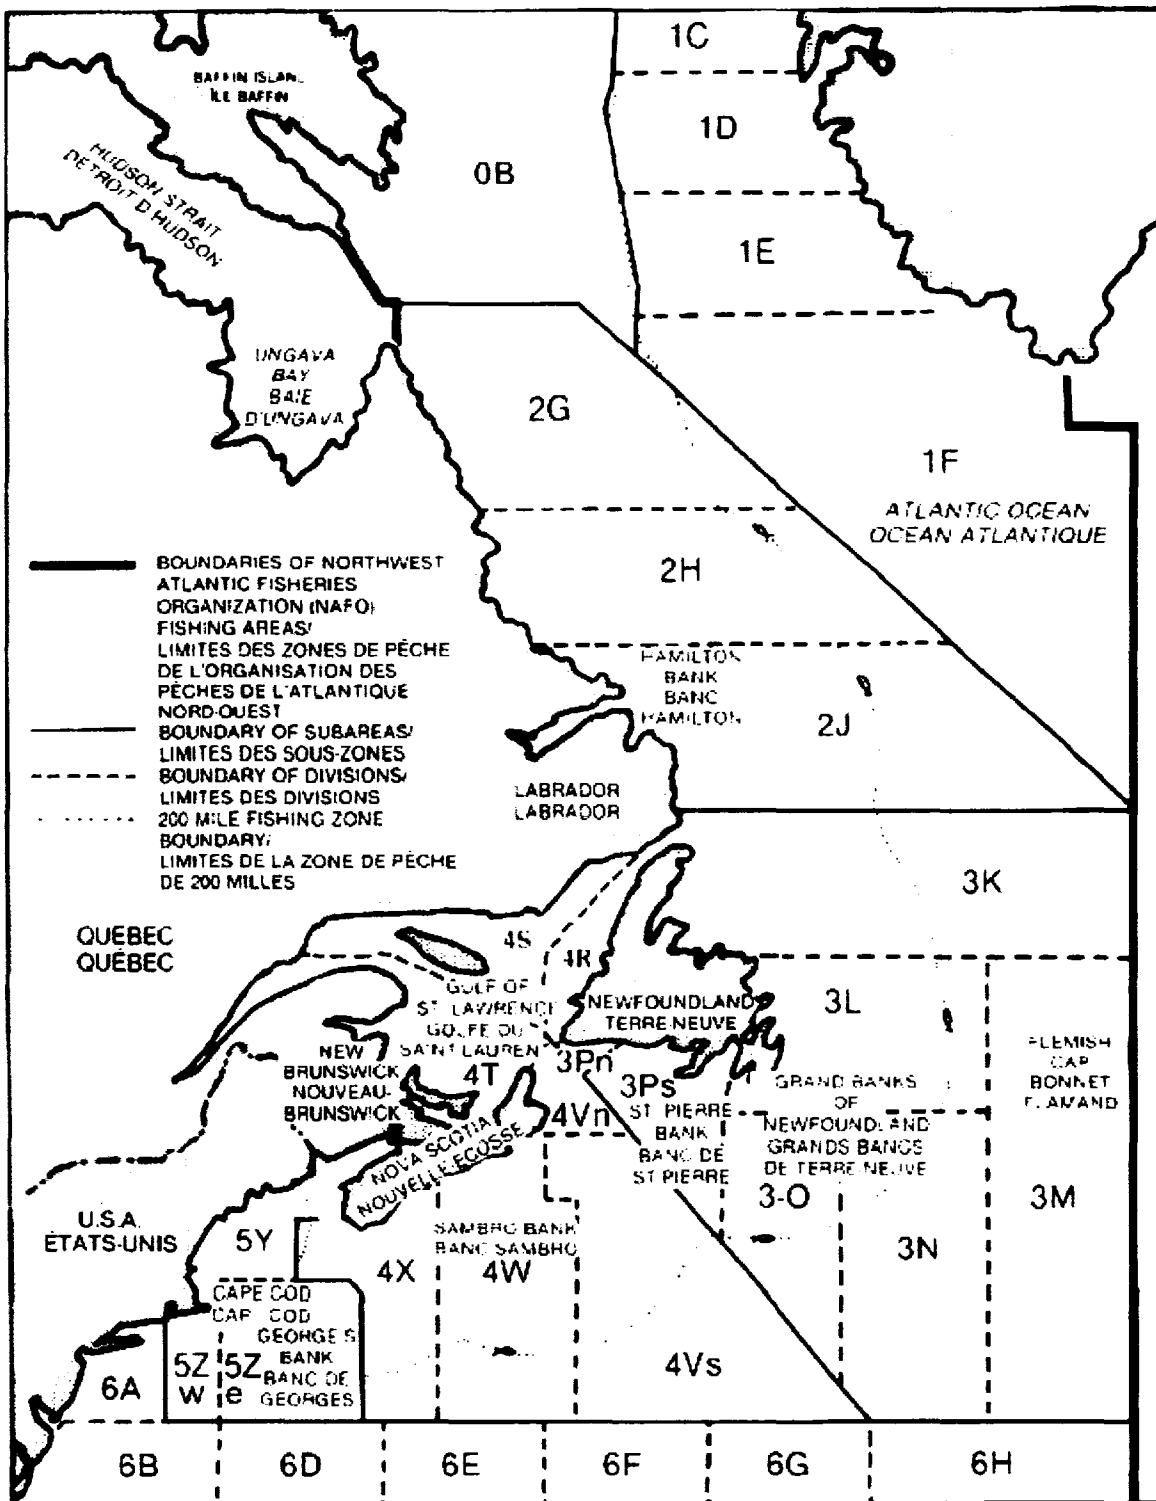 1C
BAFFIN ISLAND
ÎLE BAFFIN
1D
0B
HUDSON STRAIT
DETROIT D HUDSON
1E
UNGAVA
BAY
BAIE
D'UNGAVA
2G
1F
ATLANTIC OCEAN
OCEAN ATLANTIQUE
2H
BOUNDARIES OF NORTHWEST
ATLANTIC FISHERIES
ORGANIZATION (NAFO)
FISHING AREAS/
LIMITES DES ZONES DE PÊCHE
DE L'ORGANISATION DES
PÊCHES DE L'ATLANTIQUE
NORD-OUEST
BOUNDARY OF SUBAREAS/
LIMITES DES SOUS-ZONES
BOUNDARY OF DIVISIONS/
LIMITES DES DIVISIONS
200 MILE FISHING ZONE
BOUNDARY/
LIMITES DE LA ZONE DE PÊCHE
DE 200 MILLES
HAMILTON
BANK
BANC
HAMILTON
2J
LABRADOR
LABRADOR
3K
QUEBEC
QUÉBEC
4S
4R
GULF OF
ST. LAWRENCE
GOLFE DU
SAINT LAUREN
NEWFOUNDLAND
TERRE NEUVE
3L
FLEMISH
CAP
BONNET
FLAMAND
NEW
BRUNSWICK
NOUVEAU-
BRUNSWICK
4T
3Pn
3Ps
GRAND BANKS
OF
NEWFOUNDLAND
GRANDS BANCS
DE TERRE NEUVE
4Vn
ST PIERRE
BANK
BANC DE
ST PIERRE
NOVA SCOTIA
NOUVELLE ECOSSE
3-O
3M
U.S.A.
ÉTATS-UNIS
5Y
4X
SAMBRO BANK
BANC SAMBRO
4W
3N
CAPE COD
CAP COD
GEORGE S
BANK
BANC DE
GEORGES
5Z
w
5Z
e
6A
4Vs
6B
6D
6E
6F
6G
6H